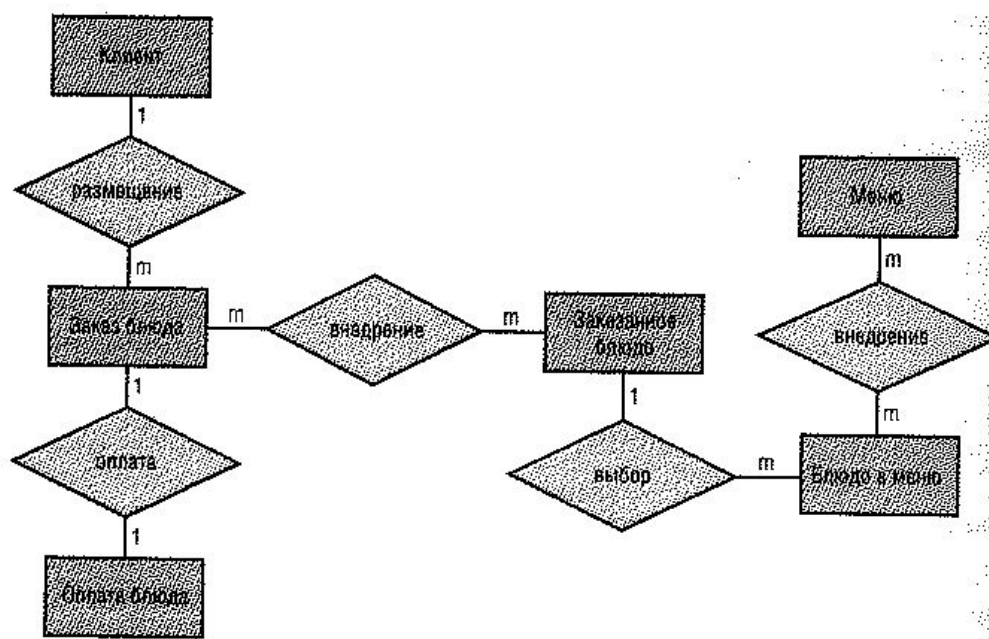 Клиент
1
размещение
m
Заказ блюда
m
внедрение
m
Заказанное
блюдо
Меню
m
внедрение
m
1
оплата
1
Оплата блюда
1
выбор
m
Блюдо в меню